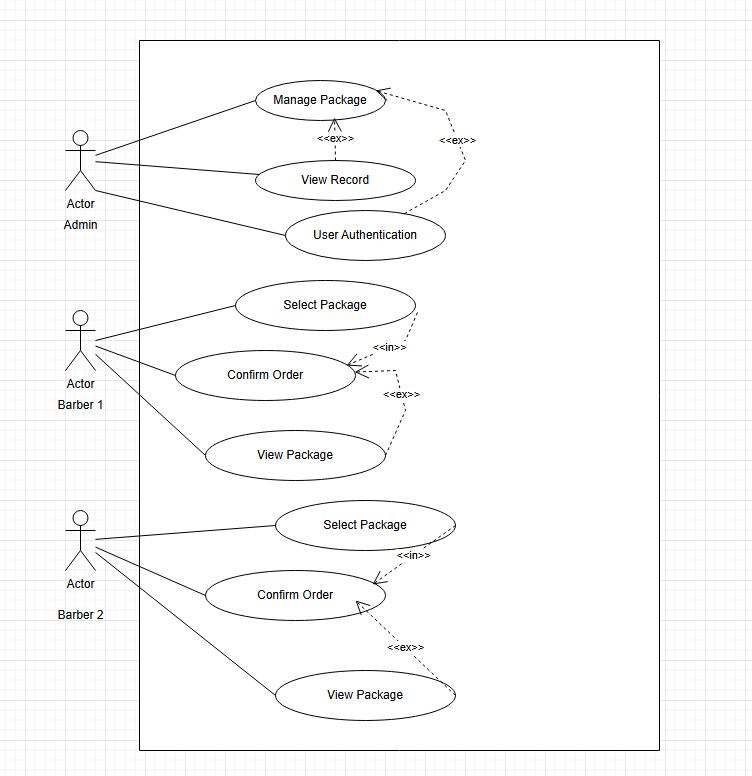 Manage Package
<<ex>>
<<ex>>
View Record
Actor
Admin
User Authentication
Select Package
<<in>>
Confirm Order
Actor
<<ex>>
Barber 1
View Package
Select Package
<<in>>
Actor
Confirm Order
Barber 2
<<ex>>
View Package